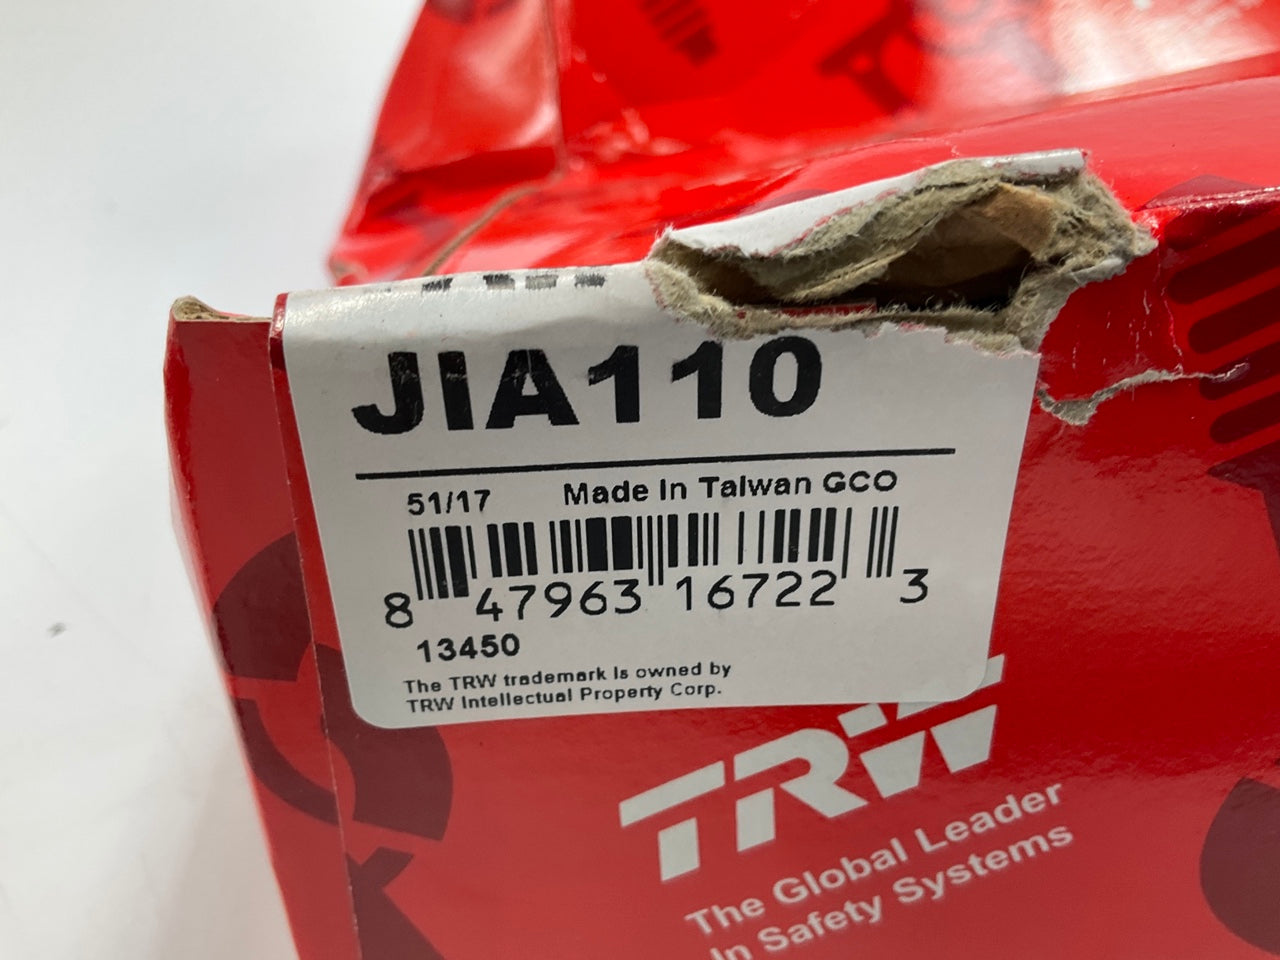 JIA110
51/17 Made In Taiwan GCO
8 47963 16722 3
13450
The TRW trademark Is owned by
TRW Intellectual Property Corp.
TRW
The Global Leader
In Safety Systems